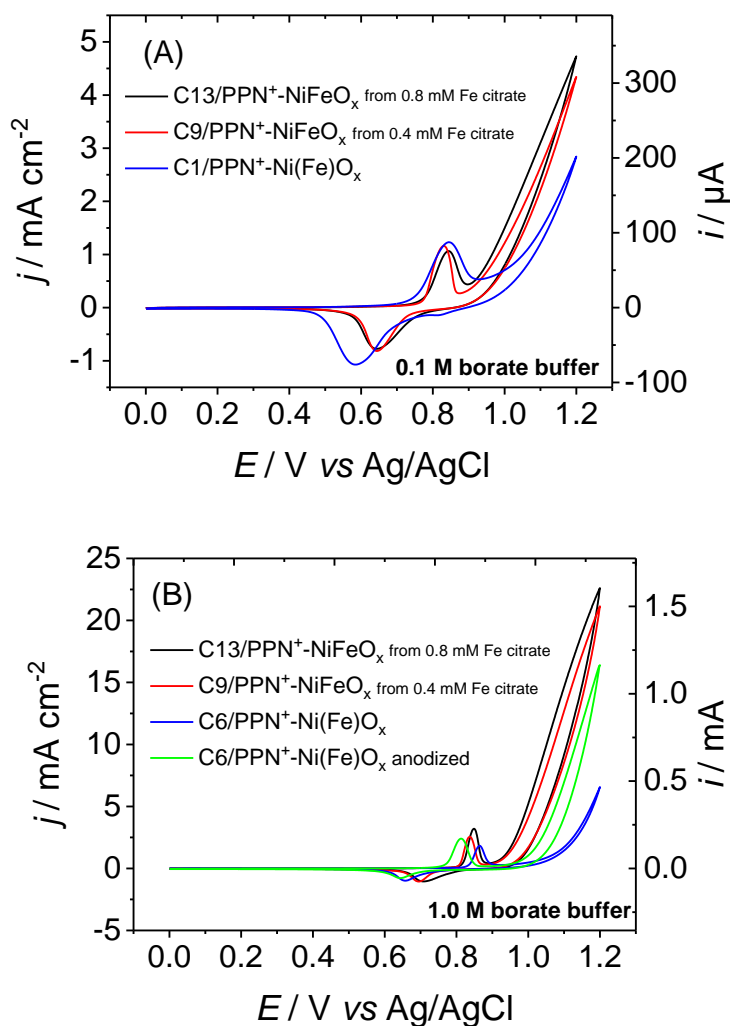 (A)
C13/PPN⁺-NiFeOₓ from 0.8 mM Fe citrate
C9/PPN⁺-NiFeOₓ from 0.4 mM Fe citrate
C1/PPN⁺-Ni(Fe)Oₓ
5
4
3
2
1
0
-1
j / mA cm⁻²
300
200
100
0
-100
i / µA
0.1 M borate buffer
0.0 0.2 0.4 0.6 0.8 1.0 1.2
E / V vs Ag/AgCl
(B)
C13/PPN⁺-NiFeOₓ from 0.8 mM Fe citrate
C9/PPN⁺-NiFeOₓ from 0.4 mM Fe citrate
C6/PPN⁺-Ni(Fe)Oₓ
C6/PPN⁺-Ni(Fe)Oₓ anodized
25
20
15
10
5
0
-5
j / mA cm⁻²
1.5
1.0
0.5
0.0
i / mA
1.0 M borate buffer
0.0 0.2 0.4 0.6 0.8 1.0 1.2
E / V vs Ag/AgCl